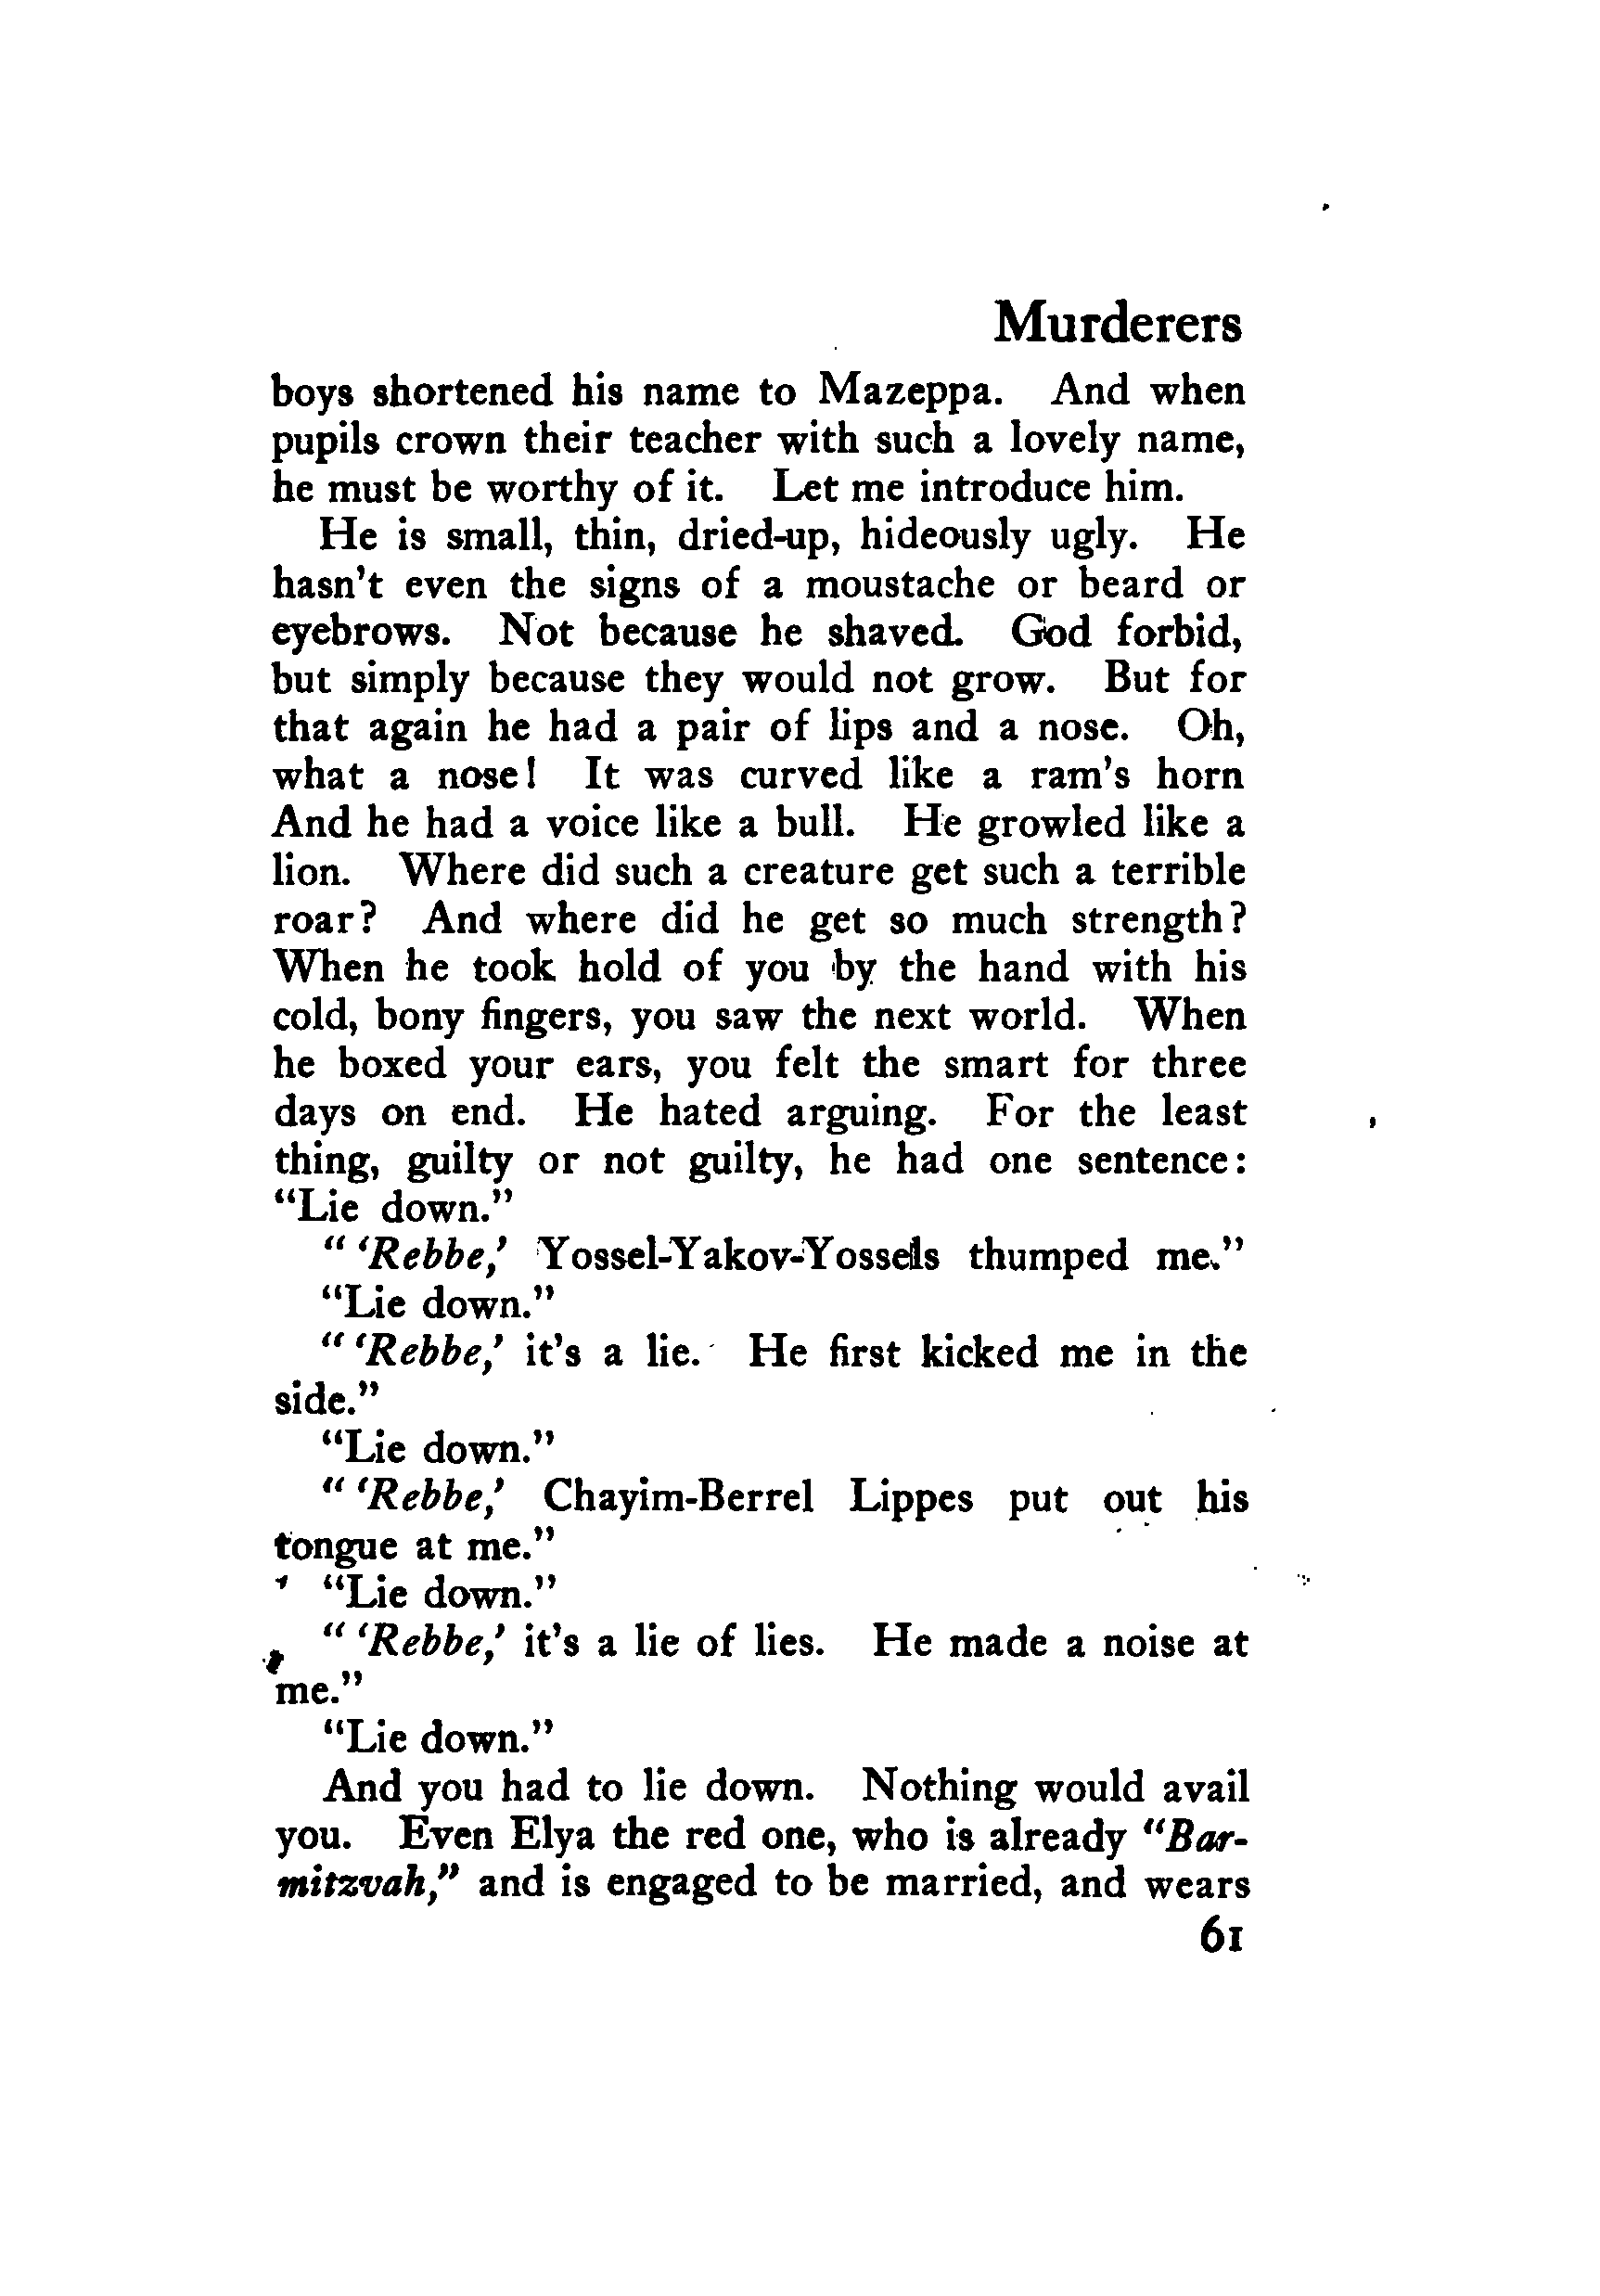 Murderers
boys shortened his name to Mazeppa. And when
pupils crown their teacher with such a lovely name,
he must be worthy of it. Let me introduce him.
He is small, thin, dried-up, hideously ugly. He
hasn't even the signs of a moustache or beard or
eyebrows. Not because he shaved. God forbid,
but simply because they would not grow. But for
that again he had a pair of lips and a nose. Oh,
what a nose! It was curved like a ram's horn
And he had a voice like a bull. He growled like a
lion. Where did such a creature get such a terrible
roar? And where did he get so much strength?
When he took hold of you by the hand with his
cold, bony fingers, you saw the next world. When
he boxed your ears, you felt the smart for three
days on end. He hated arguing. For the least
thing, guilty or not guilty, he had one sentence:
"Lie down."
" 'Rebbe,' Yossel-Yakov-Yossels thumped me."
"Lie down."
" 'Rebbe,' it's a lie. He first kicked me in the
side."
"Lie down."
" 'Rebbe,' Chayim-Berrel Lippes put out his
tongue at me."
"Lie down."
" 'Rebbe,' it's a lie of lies. He made a noise at
me."
"Lie down."
And you had to lie down. Nothing would avail
you. Even Elya the red one, who is already "Bar-
mitzvah," and is engaged to be married, and wears
61